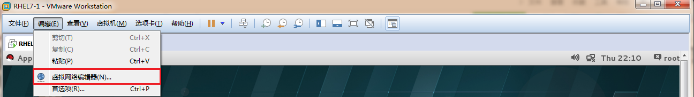 RHEL7-1 - VMware Workstation
文件(F) 编辑(E) 查看(V) 虚拟机(M) 选项卡(T) 帮助(H)
剪切(T) Ctrl+X
复制(C) Ctrl+C
粘贴(P) Ctrl+V
App
Thu 22:10 root
虚拟网络编辑器(N)...
首选项(R)... Ctrl+P